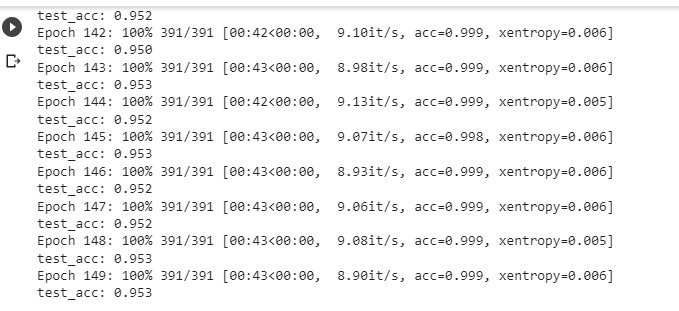 test_acc: 0.952
Epoch 142: 100% 391/391 [00:42<00:00,  9.10it/s, acc=0.999, xentropy=0.006]
test_acc: 0.950
Epoch 143: 100% 391/391 [00:43<00:00,  8.98it/s, acc=0.999, xentropy=0.006]
test_acc: 0.953
Epoch 144: 100% 391/391 [00:42<00:00,  9.13it/s, acc=0.999, xentropy=0.005]
test_acc: 0.952
Epoch 145: 100% 391/391 [00:43<00:00,  9.07it/s, acc=0.998, xentropy=0.006]
test_acc: 0.953
Epoch 146: 100% 391/391 [00:43<00:00,  8.93it/s, acc=0.999, xentropy=0.006]
test_acc: 0.952
Epoch 147: 100% 391/391 [00:43<00:00,  9.06it/s, acc=0.999, xentropy=0.006]
test_acc: 0.952
Epoch 148: 100% 391/391 [00:43<00:00,  9.08it/s, acc=0.999, xentropy=0.005]
test_acc: 0.953
Epoch 149: 100% 391/391 [00:43<00:00,  8.90it/s, acc=0.999, xentropy=0.006]
test_acc: 0.953